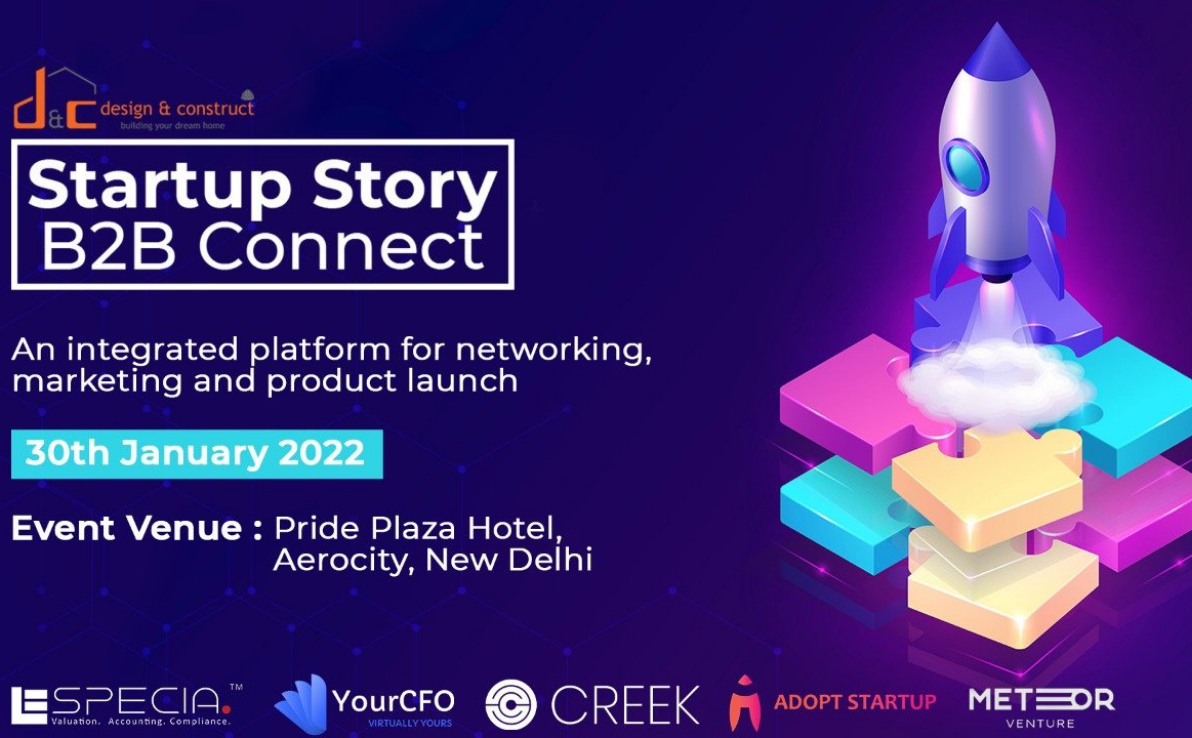 d&c design & construct
building your dream home
Startup Story
B2B Connect
An integrated platform for networking,
marketing and product launch
30th January 2022
Event Venue : Pride Plaza Hotel,
Aerocity, New Delhi
ESPECIA.™
Valuation. Accounting. Compliance.
YourCFO
VIRTUALLY YOURS
CREEK
ADOPT STARTUP
METEOR
VENTURE